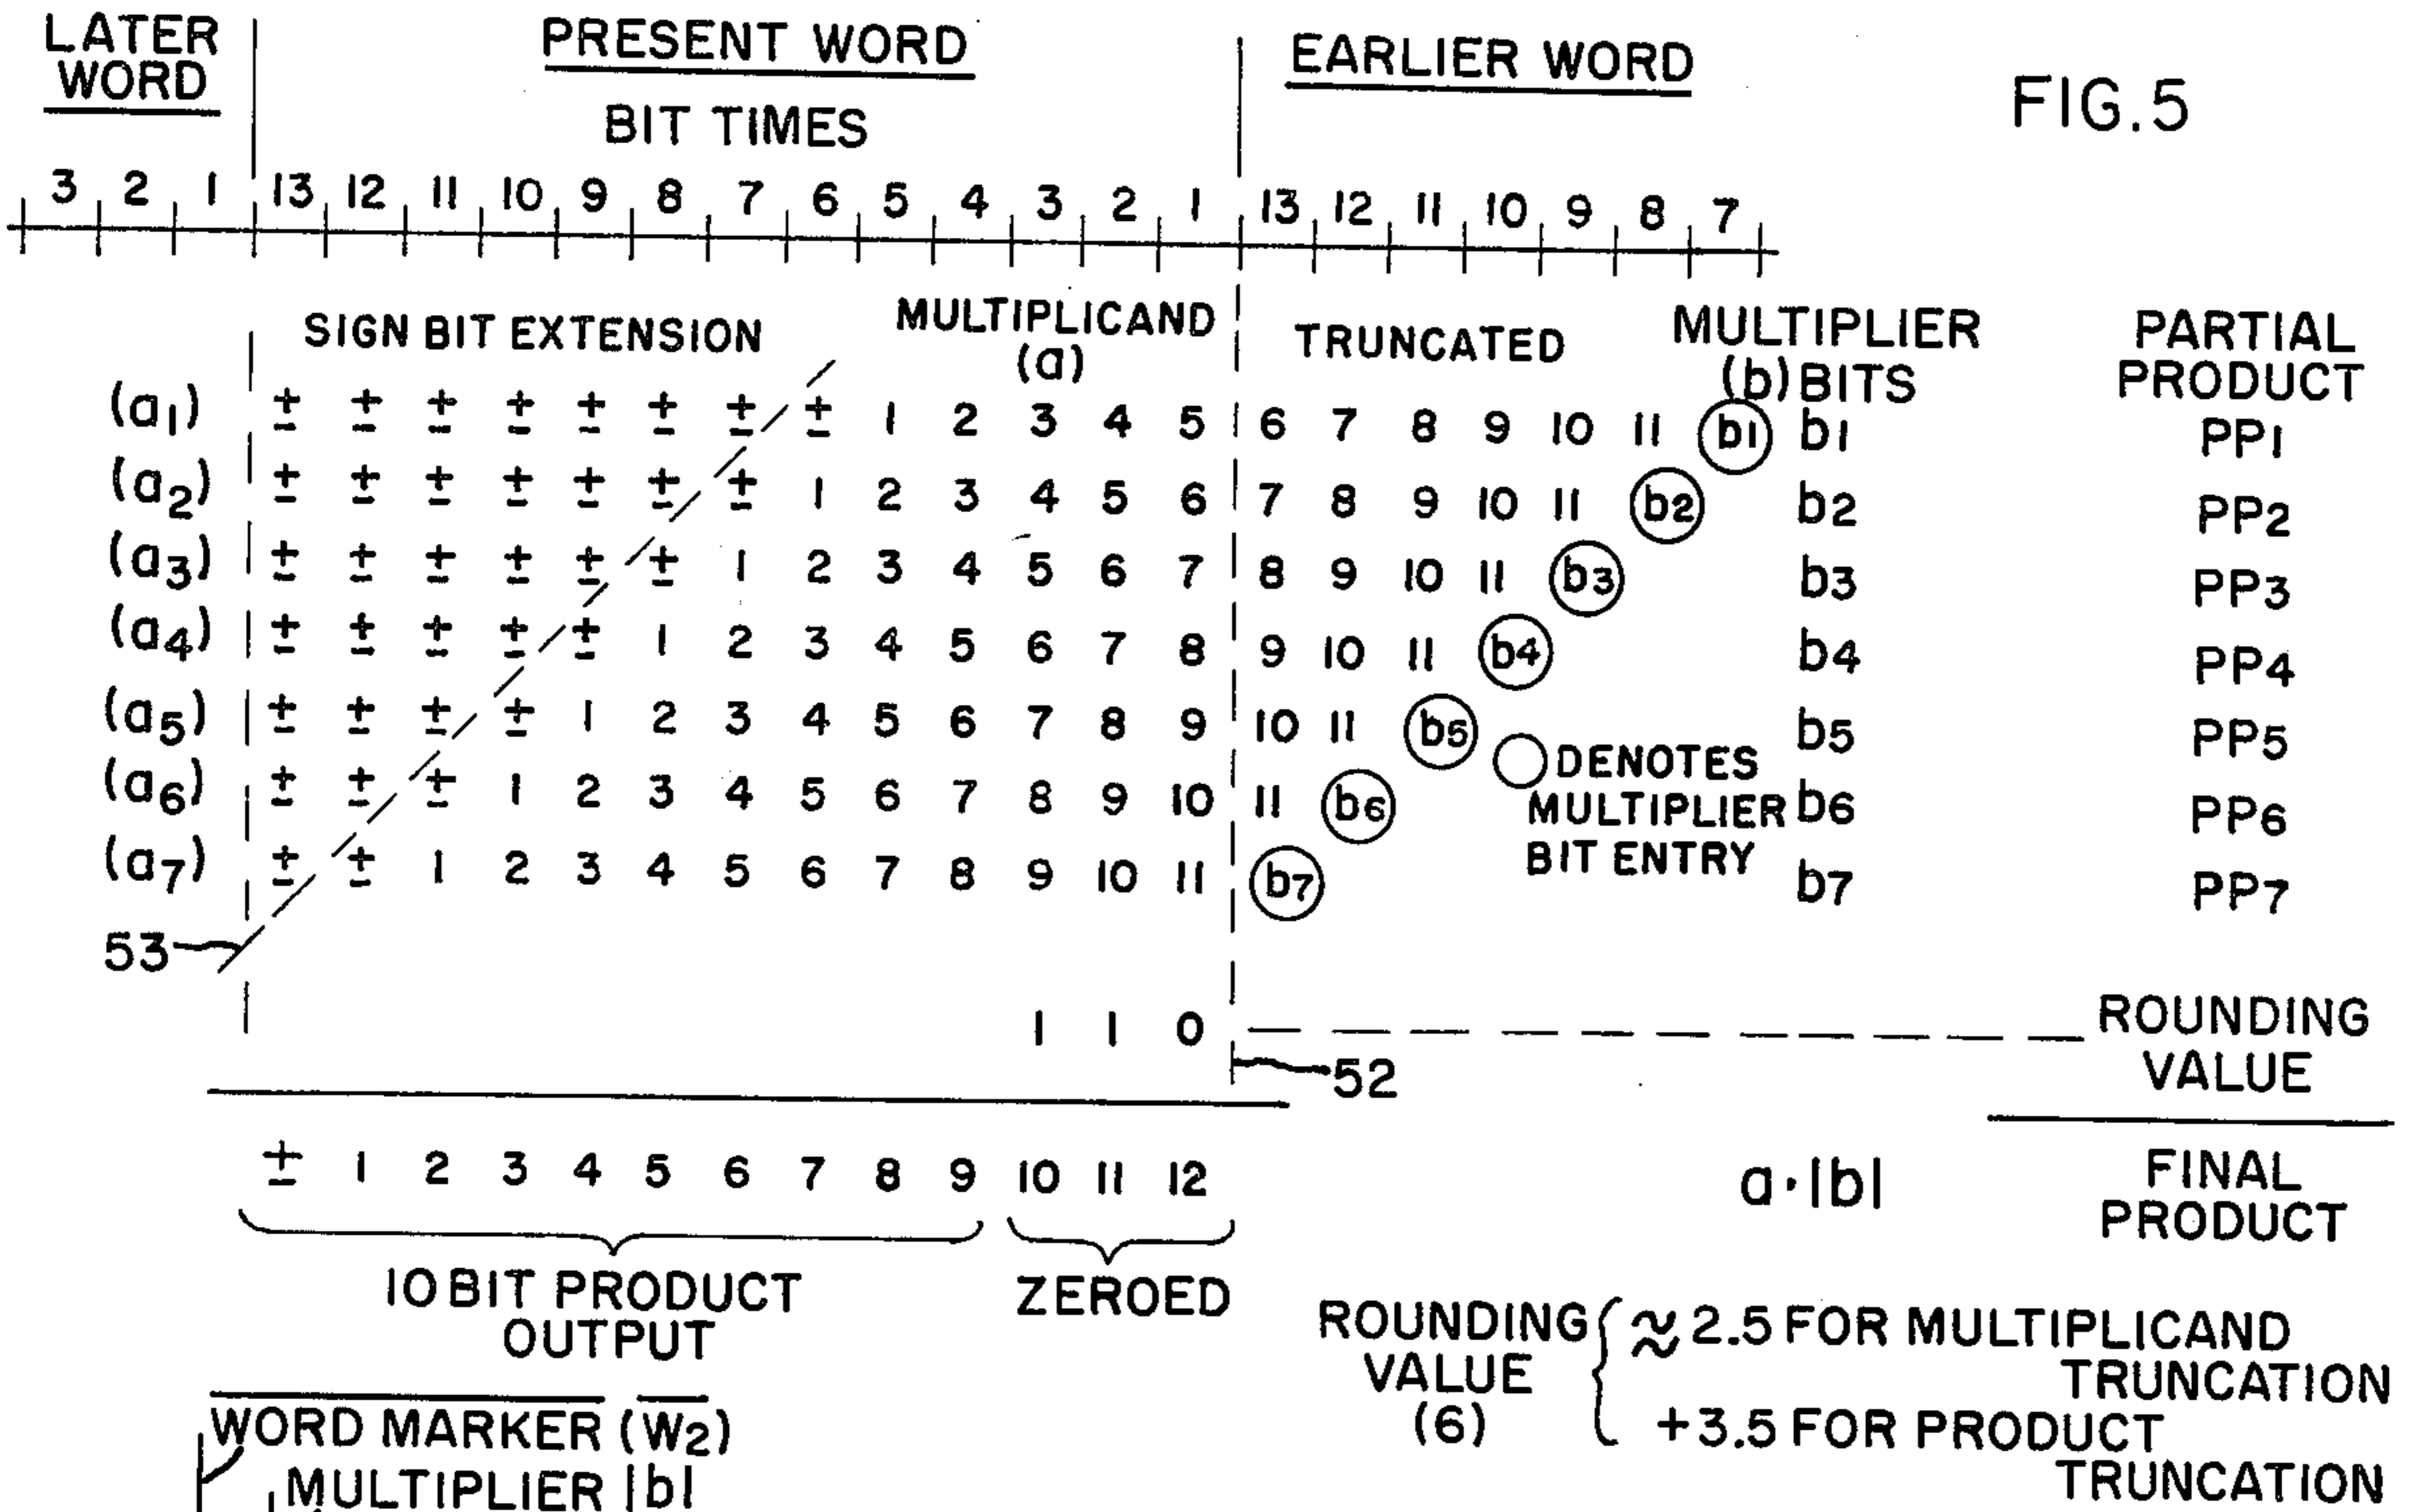 LATER WORD
PRESENT WORD
EARLIER WORD
FIG.5
BIT TIMES
3 2 1 13 12 11 10 9 8 7 6 5 4 3 2 1 13 12 11 10 9 8 7
SIGN BIT EXTENSION
MULTIPLICAND
(a)
TRUNCATED
MULTIPLIER
(b) BITS
PARTIAL
PRODUCT
(a1) ± ± ± ± ± ± ± ± 1 2 3 4 5 6 7 8 9 10 11 b1 b1 PP1
(a2) ± ± ± ± ± ± ± 1 2 3 4 5 6 7 8 9 10 11 b2 b2 PP2
(a3) ± ± ± ± ± ± 1 2 3 4 5 6 7 8 9 10 11 b3 b3 PP3
(a4) ± ± ± ± ± 1 2 3 4 5 6 7 8 9 10 11 b4 b4 PP4
(a5) ± ± ± ± 1 2 3 4 5 6 7 8 9 10 11 b5 b5 PP5
(a6) ± ± ± 1 2 3 4 5 6 7 8 9 10 11 b6 b6 PP6
(a7) ± ± 1 2 3 4 5 6 7 8 9 10 11 b7 b7 PP7
DENOTES
MULTIPLIER
BIT ENTRY
53
1 1 0
ROUNDING
VALUE
52
± 1 2 3 4 5 6 7 8 9 10 11 12
a·|b|
FINAL
PRODUCT
10 BIT PRODUCT
OUTPUT
ZEROED
ROUNDING
VALUE
(6)
≈ 2.5 FOR MULTIPLICAND
TRUNCATION
+3.5 FOR PRODUCT
TRUNCATION
WORD MARKER (W2)
MULTIPLIER |b|